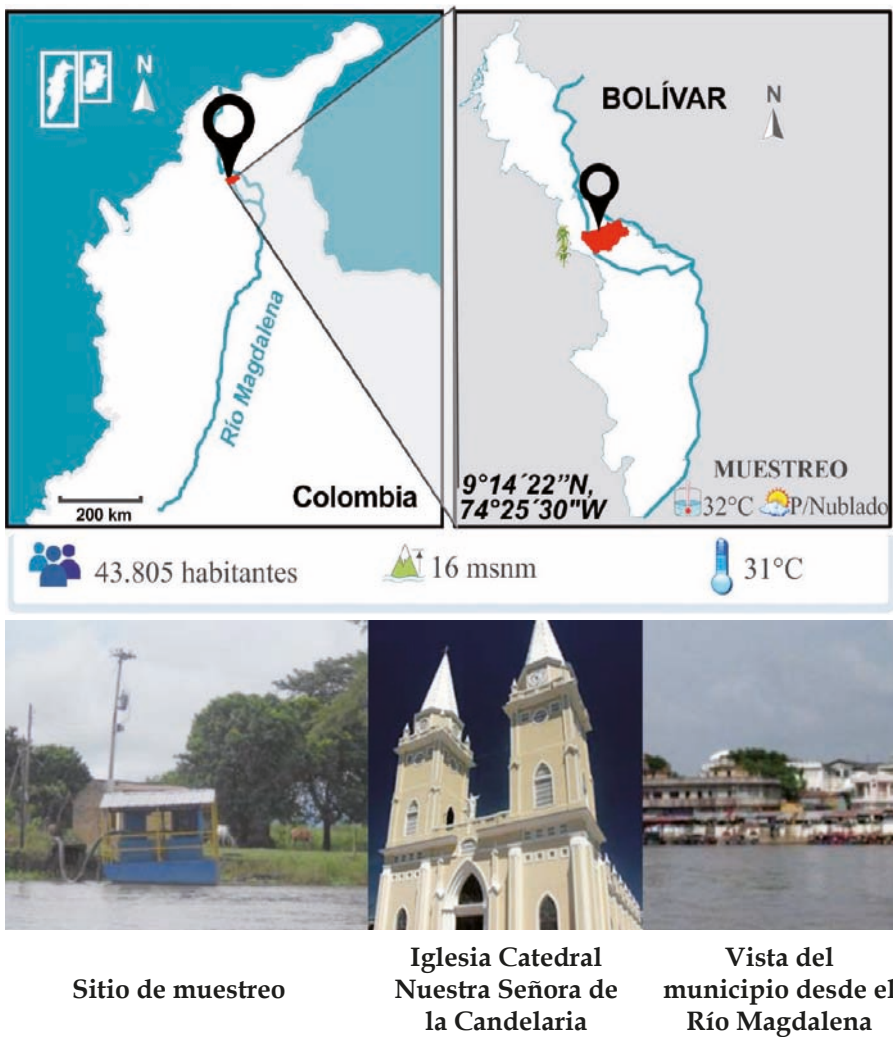 N
Río Magdalena
Colombia
200 km
BOLÍVAR
N
9°14´22”N,
74°25´30"W
MUESTREO
32°C P/Nublado
43.805 habitantes
16 msnm
31°C
Sitio de muestreo
Iglesia Catedral
Nuestra Señora de
la Candelaria
Vista del
municipio desde el
Río Magdalena